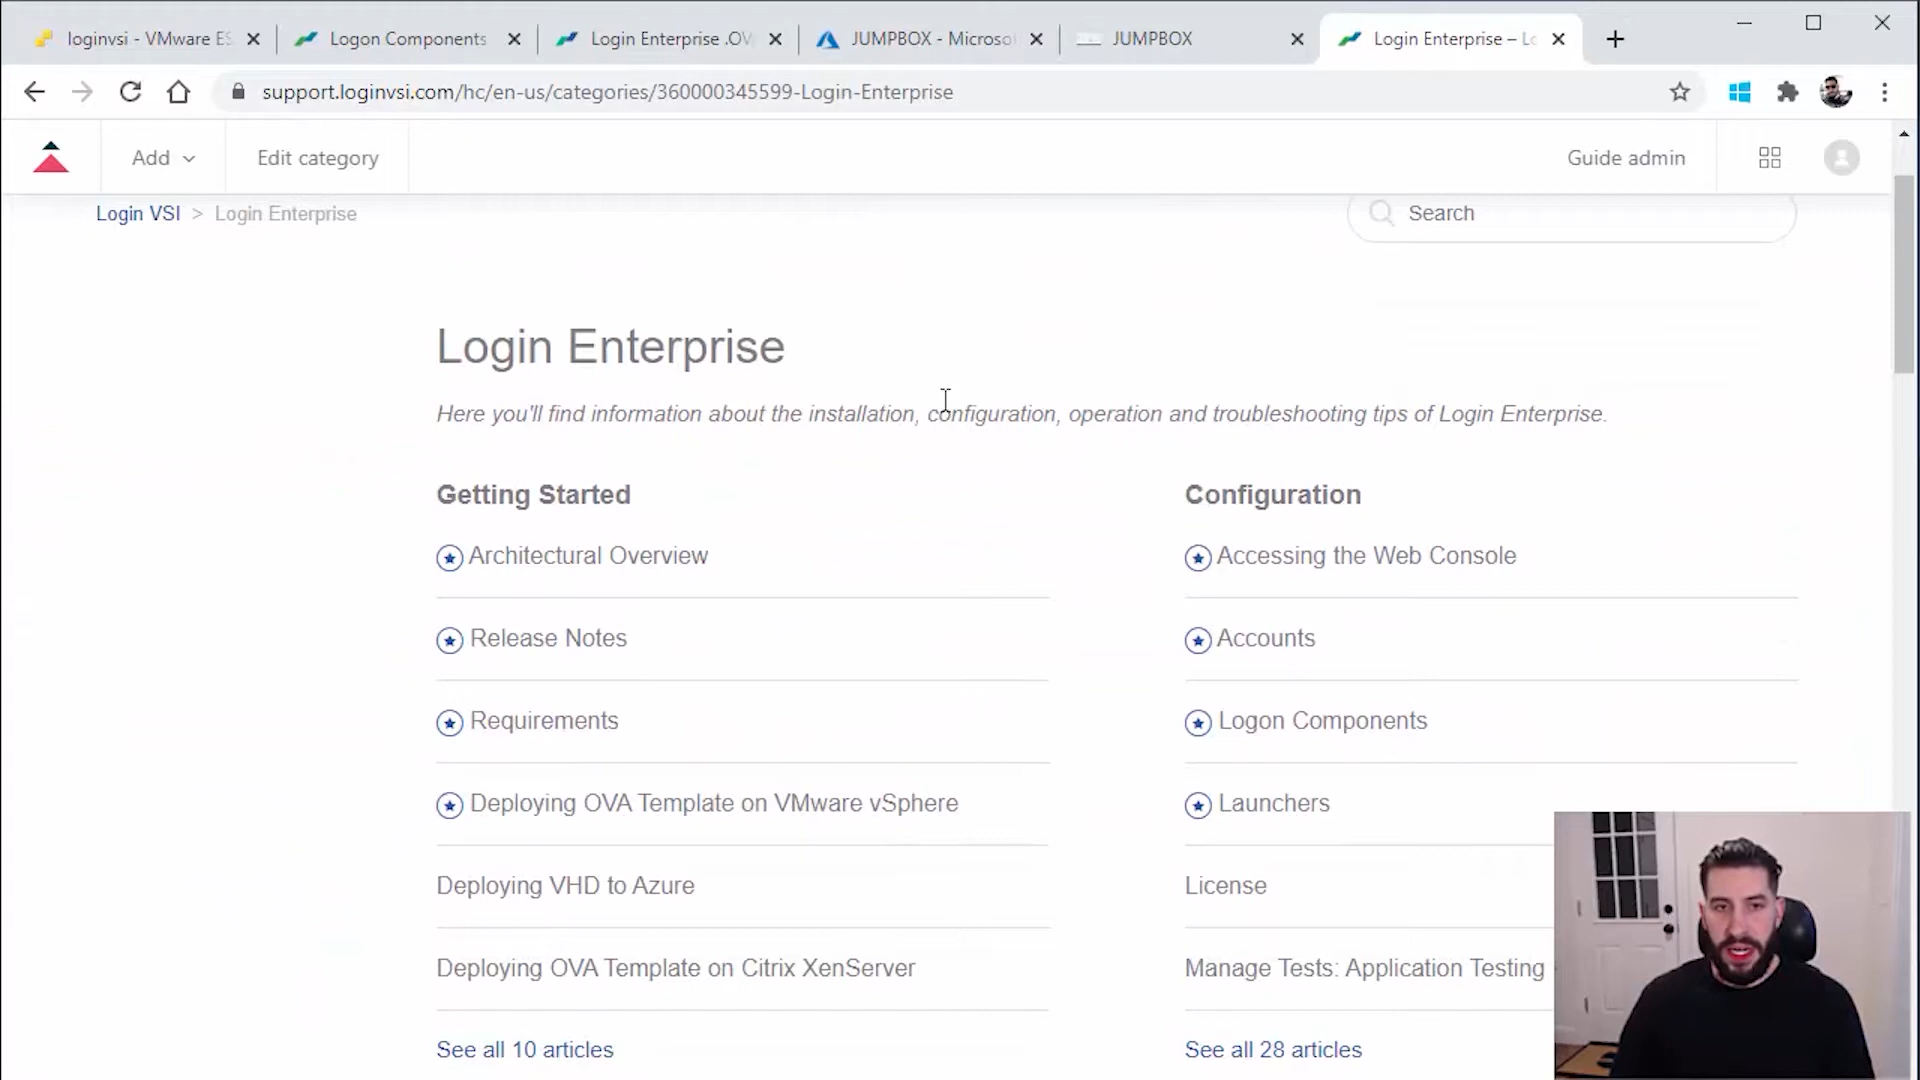 loginvsi - VMware ES
Logon Components
Login Enterprise .OV
JUMPBOX - Microso
JUMPBOX
Login Enterprise – Lo
support.loginvsi.com/hc/en-us/categories/360000345599-Login-Enterprise
Add
Edit category
Guide admin
Login VSI > Login Enterprise
Search
Login Enterprise
Here you'll find information about the installation, configuration, operation and troubleshooting tips of Login Enterprise.
Getting Started
Architectural Overview
Release Notes
Requirements
Deploying OVA Template on VMware vSphere
Deploying VHD to Azure
Deploying OVA Template on Citrix XenServer
See all 10 articles
Configuration
Accessing the Web Console
Accounts
Logon Components
Launchers
License
Manage Tests: Application Testing
See all 28 articles